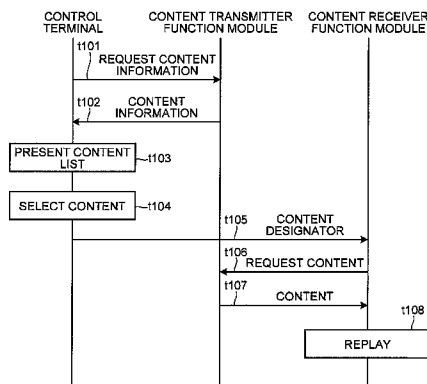 CONTROL
TERMINAL
CONTENT TRANSMITTER
FUNCTION MODULE
CONTENT RECEIVER
FUNCTION MODULE
t101
REQUEST CONTENT
INFORMATION
t102
CONTENT
INFORMATION
PRESENT CONTENT
LIST
t103
SELECT CONTENT
t104
t105
CONTENT
DESIGNATOR
t106
REQUEST CONTENT
t107
CONTENT
t108
REPLAY